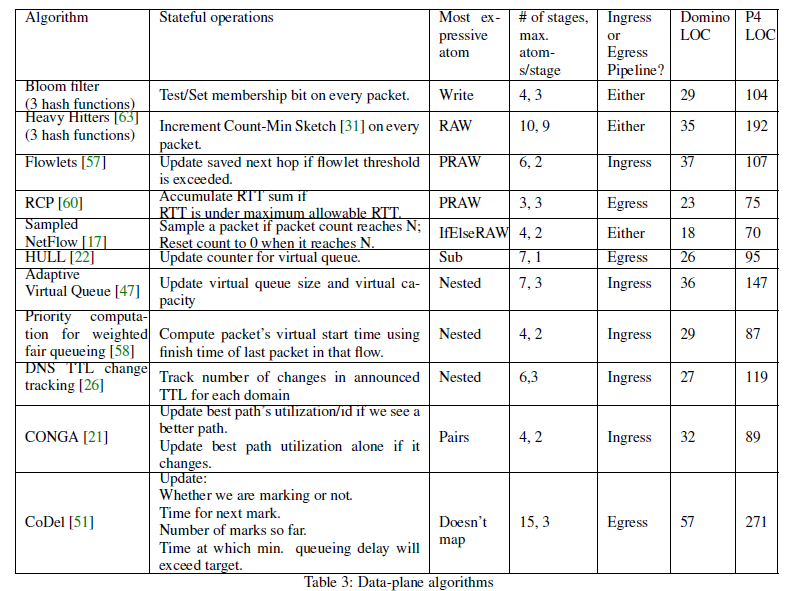 Algorithm Stateful operations Most ex- # of stages, Ingress Domino P4
pressive max. or LOC LOC
atom atom- Egress
s/stage Pipeline?
Bloom filter
(3 hash functions) Test/Set membership bit on every packet. Write 4, 3 Either 29 104
Heavy Hitters [63]
(3 hash functions) Increment Count-Min Sketch [31] on every RAW 10, 9 Either 35 192
packet.
Flowlets [57] Update saved next hop if flowlet threshold PRAW 6, 2 Ingress 37 107
is exceeded.
RCP [60] Accumulate RTT sum if PRAW 3, 3 Egress 23 75
RTT is under maximum allowable RTT.
Sampled Sample a packet if packet count reaches N; IfElseRAW 4, 2 Either 18 70
NetFlow [17] Reset count to 0 when it reaches N.
HULL [22] Update counter for virtual queue. Sub 7, 1 Egress 26 95
Adaptive
Virtual Queue [47] Update virtual queue size and virtual ca- Nested 7, 3 Ingress 36 147
pacity
Priority computa-
tion for weighted Compute packet's virtual start time using Nested 4, 2 Ingress 29 87
fair queueing [58] finish time of last packet in that flow.
DNS TTL change
tracking [26] Track number of changes in announced Nested 6,3 Ingress 27 119
TTL for each domain
Update best path's utilization/id if we see a
better path.
CONGA [21] Update best path utilization alone if it Pairs 4, 2 Ingress 32 89
changes.
Update:
Whether we are marking or not.
Time for next mark.
CoDel [51] Number of marks so far. Doesn't 15, 3 Egress 57 271
Time at which min. queueing delay will map
exceed target.
Table 3: Data-plane algorithms